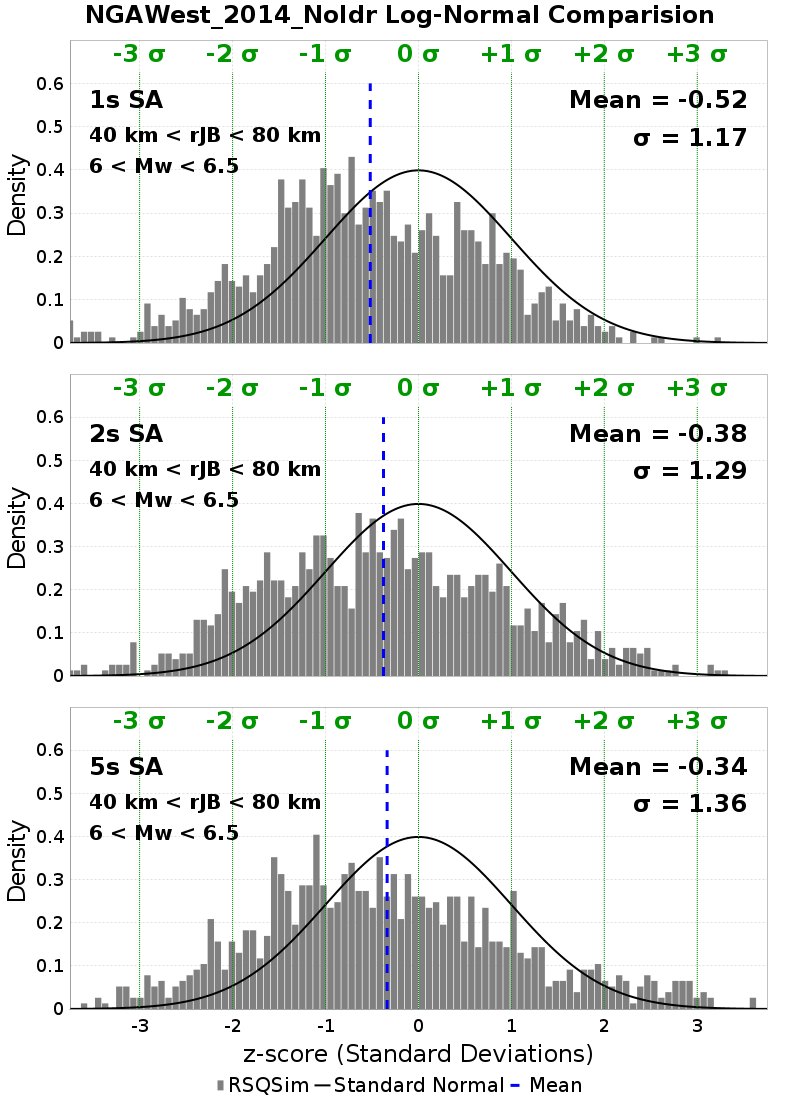 NGAWest_2014_NoIdr Log-Normal Comparision
-3 σ -2 σ -1 σ 0 σ +1 σ +2 σ +3 σ
0.6
1s SA Mean = -0.52
0.5
40 km < rJB < 80 km σ = 1.17
6 < Mw < 6.5
0.4
0.3
0.2
0.1
0
Density
-3 σ -2 σ -1 σ 0 σ +1 σ +2 σ +3 σ
0.6
2s SA Mean = -0.38
0.5
40 km < rJB < 80 km σ = 1.29
6 < Mw < 6.5
0.4
0.3
0.2
0.1
0
Density
-3 σ -2 σ -1 σ 0 σ +1 σ +2 σ +3 σ
0.6
5s SA Mean = -0.34
0.5
40 km < rJB < 80 km σ = 1.36
6 < Mw < 6.5
0.4
0.3
0.2
0.1
0
Density
-3 -2 -1 0 1 2 3
z-score (Standard Deviations)
RSQSim Standard Normal Mean